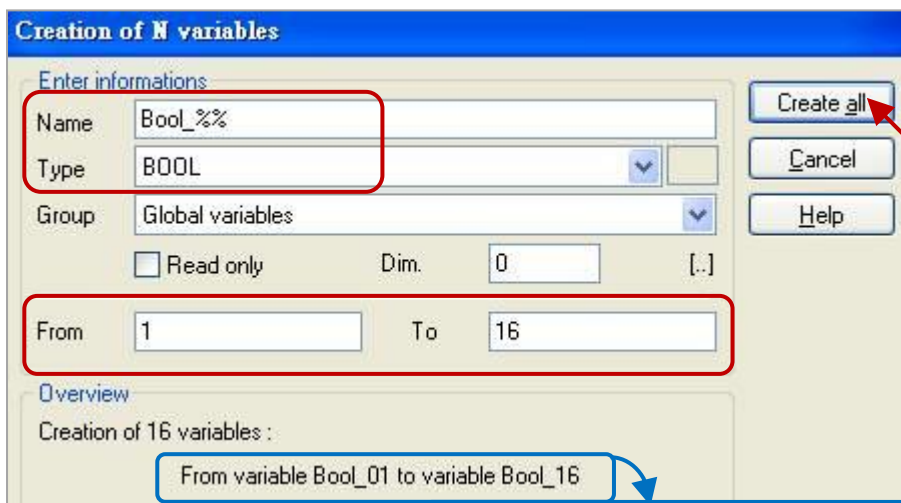 Creation of N variables
Enter informations
Name Bool_%%
Type BOOL
Group Global variables
Read only Dim. 0 [..]
From 1 To 16
Create all
Cancel
Help
Overview
Creation of 16 variables :
From variable Bool_01 to variable Bool_16